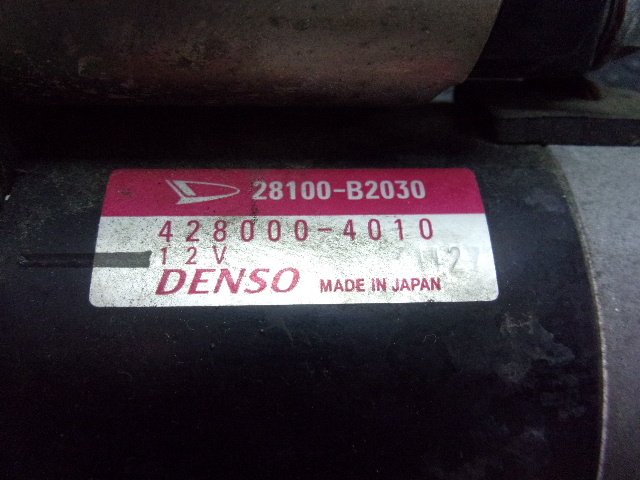 28100-B2030
428000-4010
12V
DENSO MADE IN JAPAN